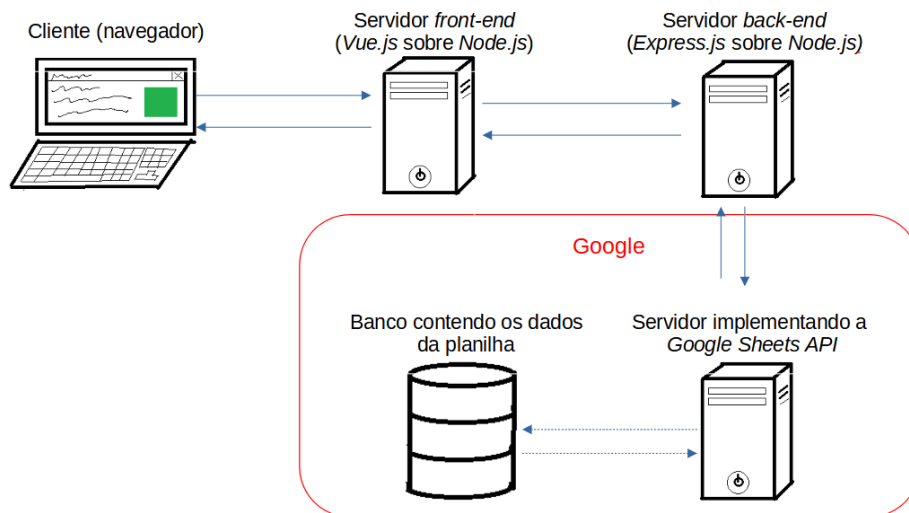 Cliente (navegador)
Servidor front-end
(Vue.js sobre Node.js)
Servidor back-end
(Express.js sobre Node.js)
Google
Banco contendo os dados
da planilha
Servidor implementando a
Google Sheets API